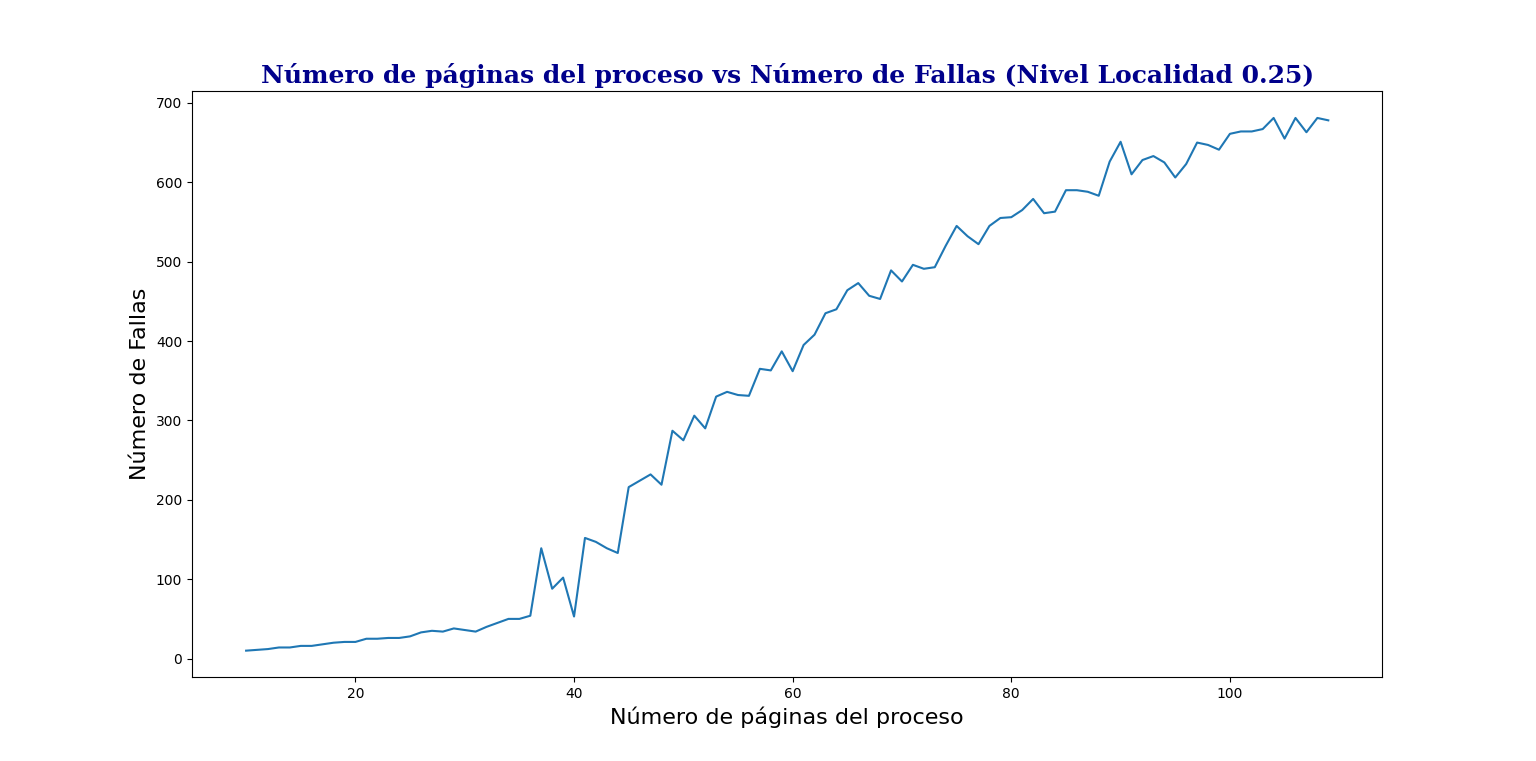 Número de páginas del proceso vs Número de Fallas (Nivel Localidad 0.25)
700
600
500
400
300
200
100
0
Número de Fallas
20 40 60 80 100
Número de páginas del proceso